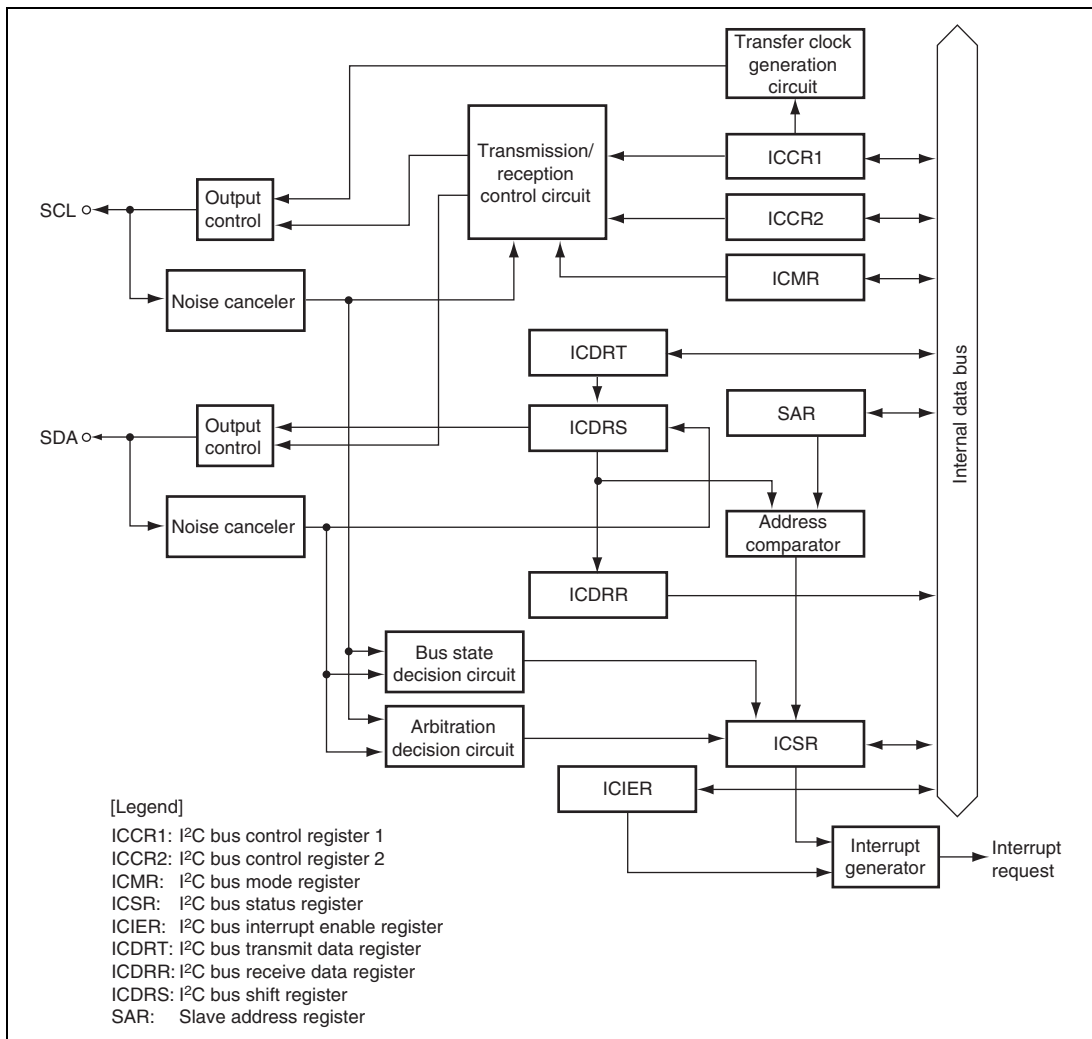 Transfer clock
generation
circuit
Transmission/
reception
control circuit
ICCR1
SCL
Output
control
ICCR2
Noise canceler
ICMR
ICDRT
SDA
Output
control
ICDRS
SAR
Internal data bus
Noise canceler
Address
comparator
ICDRR
Bus state
decision circuit
Arbitration
decision circuit
ICSR
ICIER
Interrupt
generator
Interrupt
request
[Legend]
ICCR1: I²C bus control register 1
ICCR2: I²C bus control register 2
ICMR: I²C bus mode register
ICSR: I²C bus status register
ICIER: I²C bus interrupt enable register
ICDRT: I²C bus transmit data register
ICDRR: I²C bus receive data register
ICDRS: I²C bus shift register
SAR: Slave address register